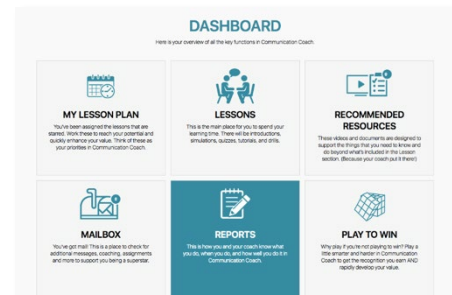 DASHBOARD
Here is your overview of all the key functions in Communication Coach.
MY LESSON PLAN
You've been assigned the lessons that are
starred. Work these to reach your potential and
quickly enhance your value. Think of these as
your priorities in Communication Coach.
LESSONS
This is the main place for you to spend your
learning time. There will be introductions,
simulations, quizzes, tutorials, and drills.
RECOMMENDED
RESOURCES
These videos and documents are designed to
support the things that you need to know and
do beyond what's included in the Lesson
section. (Because your coach put it there!)
MAILBOX
You've got mail! This is a place to check for
additional messages, coaching, assignments
and more to support you being a superstar.
REPORTS
This is how you and your coach know what
you do, when you do, and how well you do it in
Communication Coach.
PLAY TO WIN
Why play if you're not playing to win? Play a
little smarter and harder in Communication
Coach to get the recognition you earn AND
rapidly develop your value.